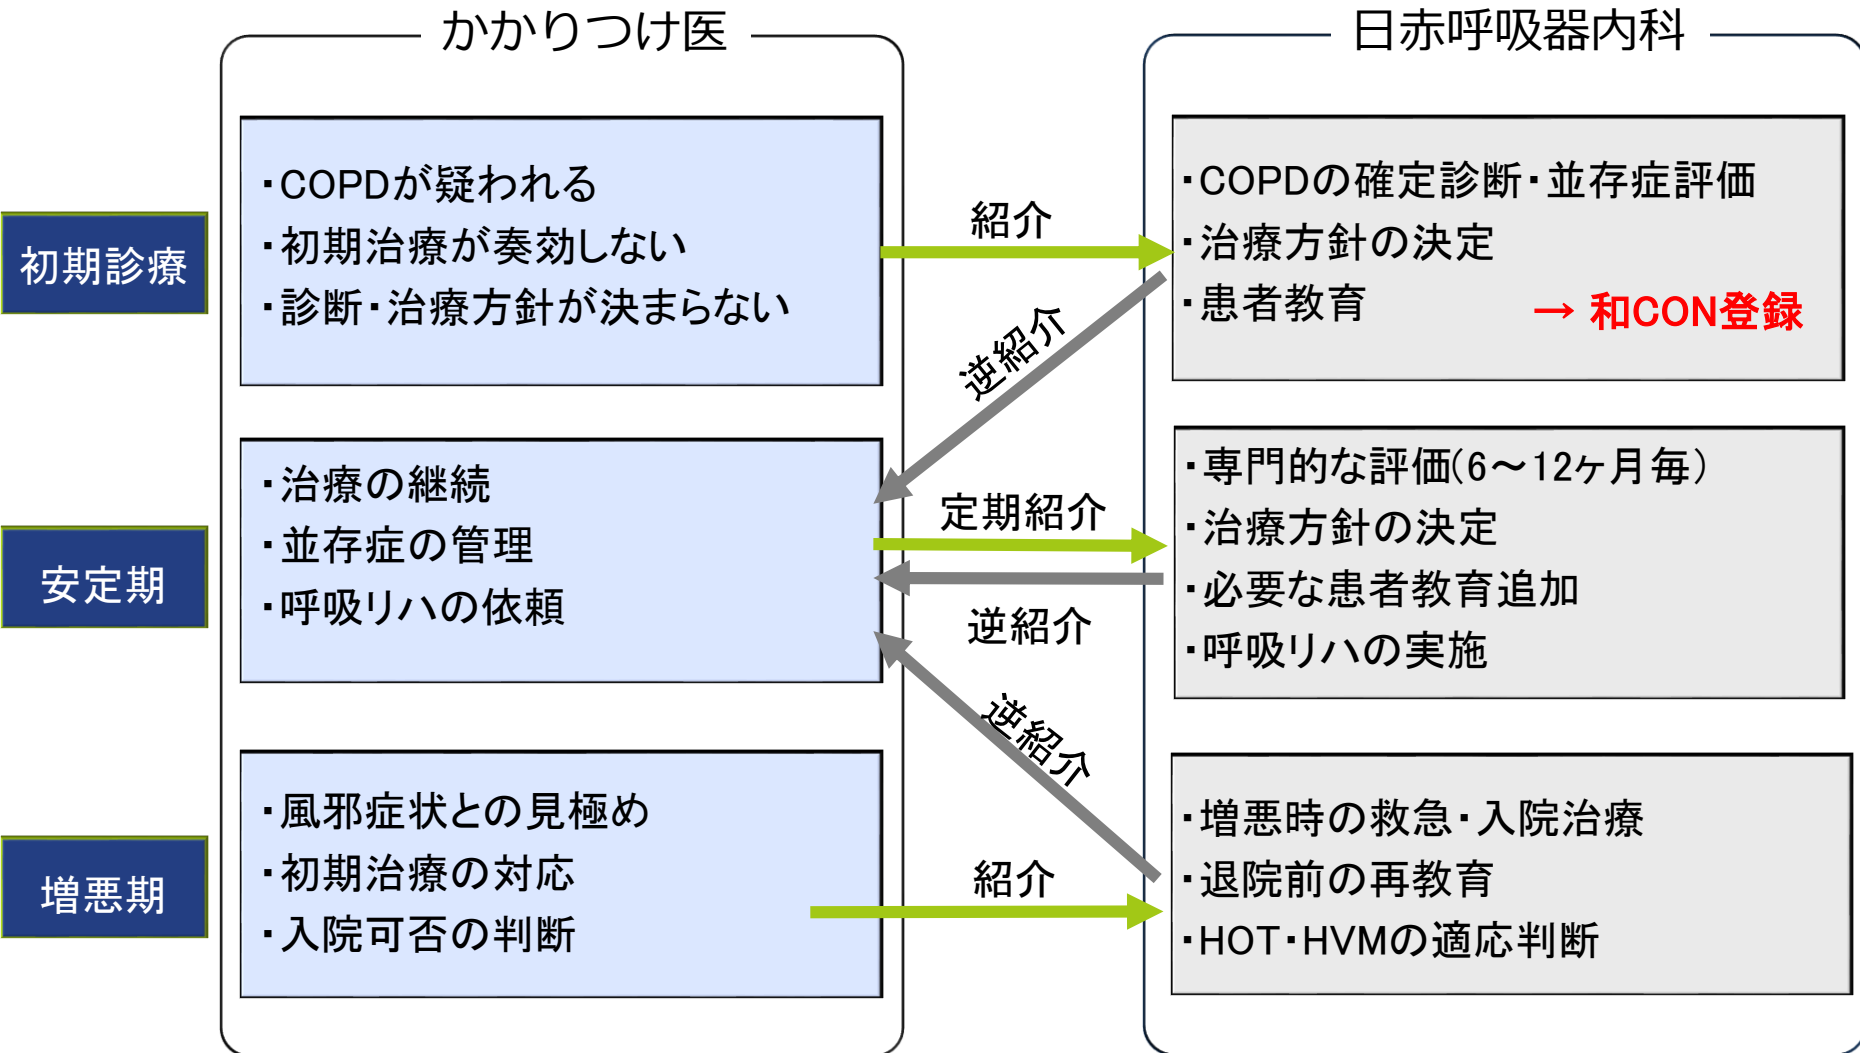 かかりつけ医
日赤呼吸器内科
初期診療
・COPDが疑われる
・初期治療が奏効しない
・診断・治療方針が決まらない
紹介
逆紹介
・COPDの確定診断・並存症評価
・治療方針の決定
・患者教育
→ 和CON登録
安定期
・治療の継続
・並存症の管理
・呼吸リハの依頼
定期紹介
逆紹介
・専門的な評価(6～12ヶ月毎)
・治療方針の決定
・必要な患者教育追加
・呼吸リハの実施
逆紹介
増悪期
・風邪症状との見極め
・初期治療の対応
・入院可否の判断
紹介
・増悪時の救急・入院治療
・退院前の再教育
・HOT・HVMの適応判断